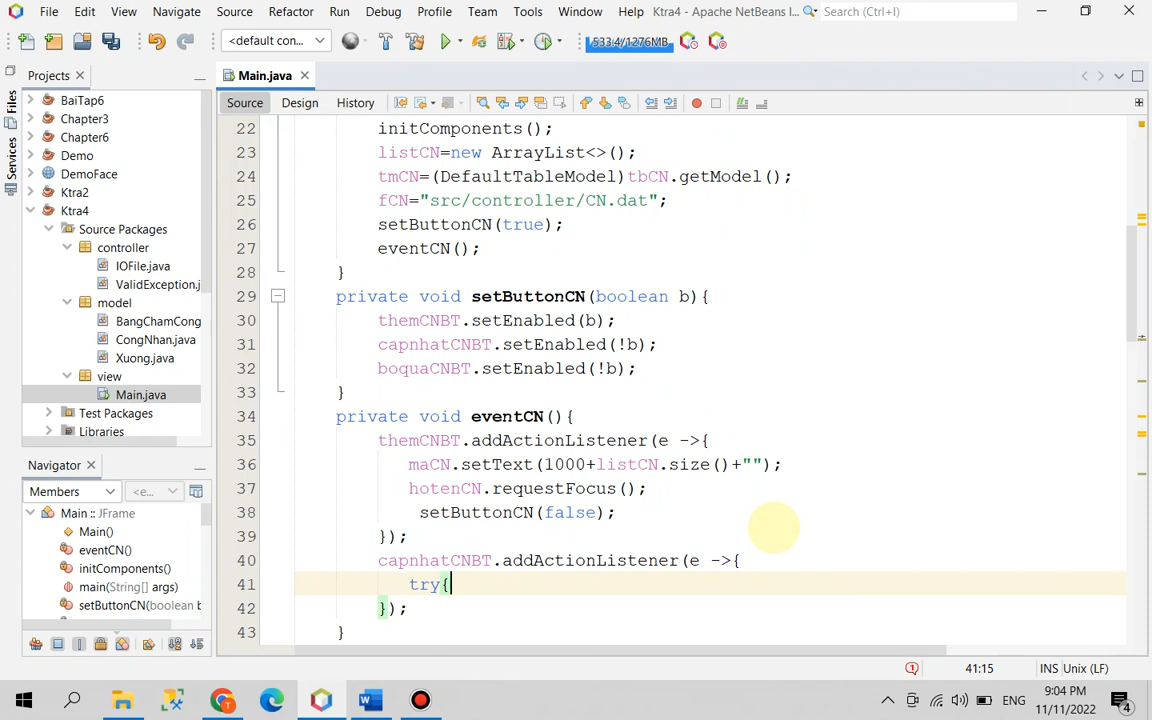 File Edit View Navigate Source Refactor Run Debug Profile Team Tools Window Help Ktra4 - Apache NetBeans I... Search (Ctrl+I)
<default con... 533.4/1276MB
Files
Services
Projects
BaiTap6
Chapter3
Chapter6
Demo
DemoFace
Ktra2
Ktra4
Source Packages
controller
IOFile.java
ValidException.j
model
BangChamCong
CongNhan.java
Xuong.java
view
Main.java
Test Packages
Libraries
Navigator
Members <e...
Main :: JFrame
Main()
eventCN()
initComponents()
main(String[] args)
setButtonCN(boolean b
Main.java
Source Design History
22 initComponents();
23 listCN=new ArrayList<>();
24 tmCN=(DefaultTableModel)tbCN.getModel();
25 fCN="src/controller/CN.dat";
26 setButtonCN(true);
27 eventCN();
28 }
29 private void setButtonCN(boolean b){
30 themCNBT.setEnabled(b);
31 capnhatCNBT.setEnabled(!b);
32 boquaCNBT.setEnabled(!b);
33 }
34 private void eventCN(){
35 themCNBT.addActionListener(e ->{
36 maCN.setText(1000+listCN.size()+"");
37 hotenCN.requestFocus();
38 setButtonCN(false);
39 });
40 capnhatCNBT.addActionListener(e ->{
41 try{
42 });
43 }
41:15 INS Unix (LF)
ENG 9:04 PM
11/11/2022
4